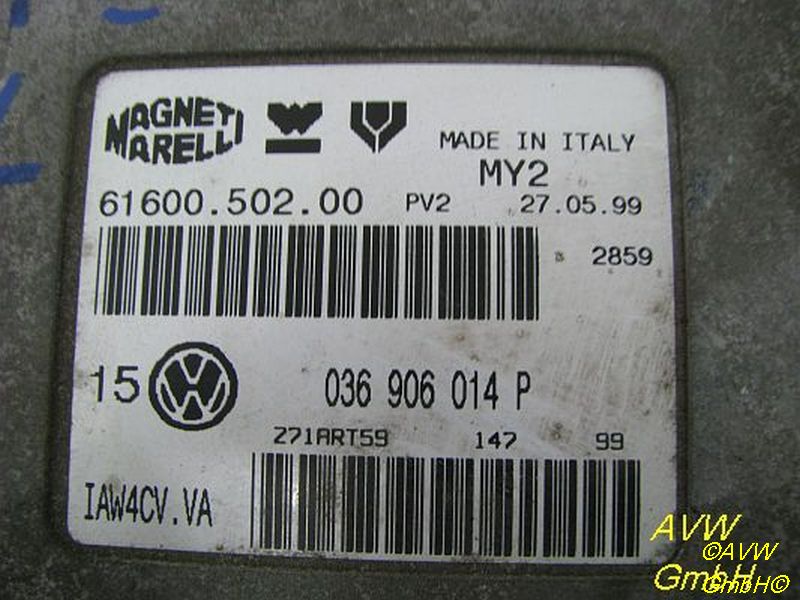 MAGNETI MARELLI
MADE IN ITALY
MY2
61600.502.00 PV2 27.05.99
2859
15 036 906 014 P
Z71ART59 147 99
IAW4CV.VA
AVW
©AVW
GmbH
GmbH©